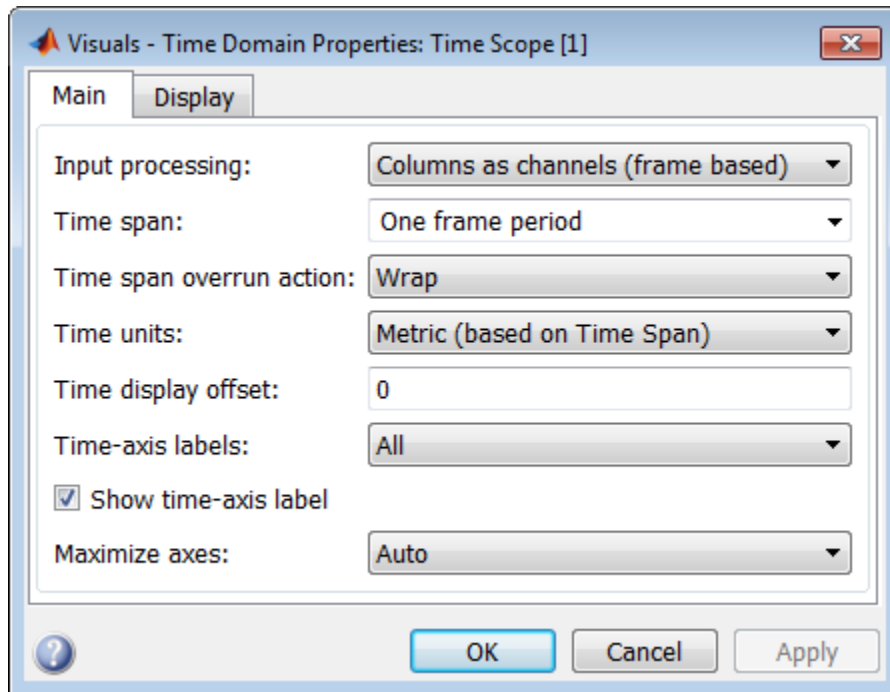 Visuals - Time Domain Properties: Time Scope [1]
Main Display
Input processing: Columns as channels (frame based)
Time span: One frame period
Time span overrun action: Wrap
Time units: Metric (based on Time Span)
Time display offset: 0
Time-axis labels: All
Show time-axis label
Maximize axes: Auto
? OK Cancel Apply